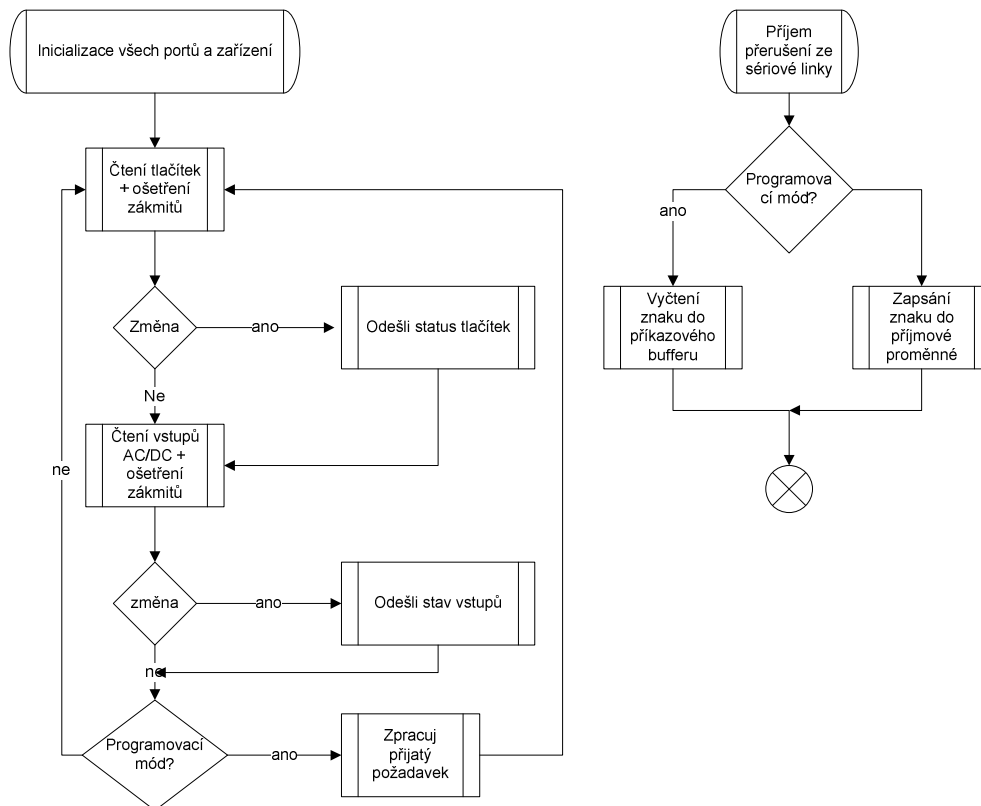 Inicializace všech portů a zařízení
Čtení tlačítek
+ ošetření
zákmitů
Změna
ano
Odešli status tlačítek
Ne
Čtení vstupů
AC/DC +
ošetření
zákmitů
ne
změna
ano
Odešli stav vstupů
ne
Programovací
mód?
ano
Zpracuj
přijatý
požadavek
Příjem
přerušení ze
sériové linky
Programova
cí mód?
ano
Vyčtení
znaku do
příkazového
bufferu
Zapsání
znaku do
příjmové
proměnné